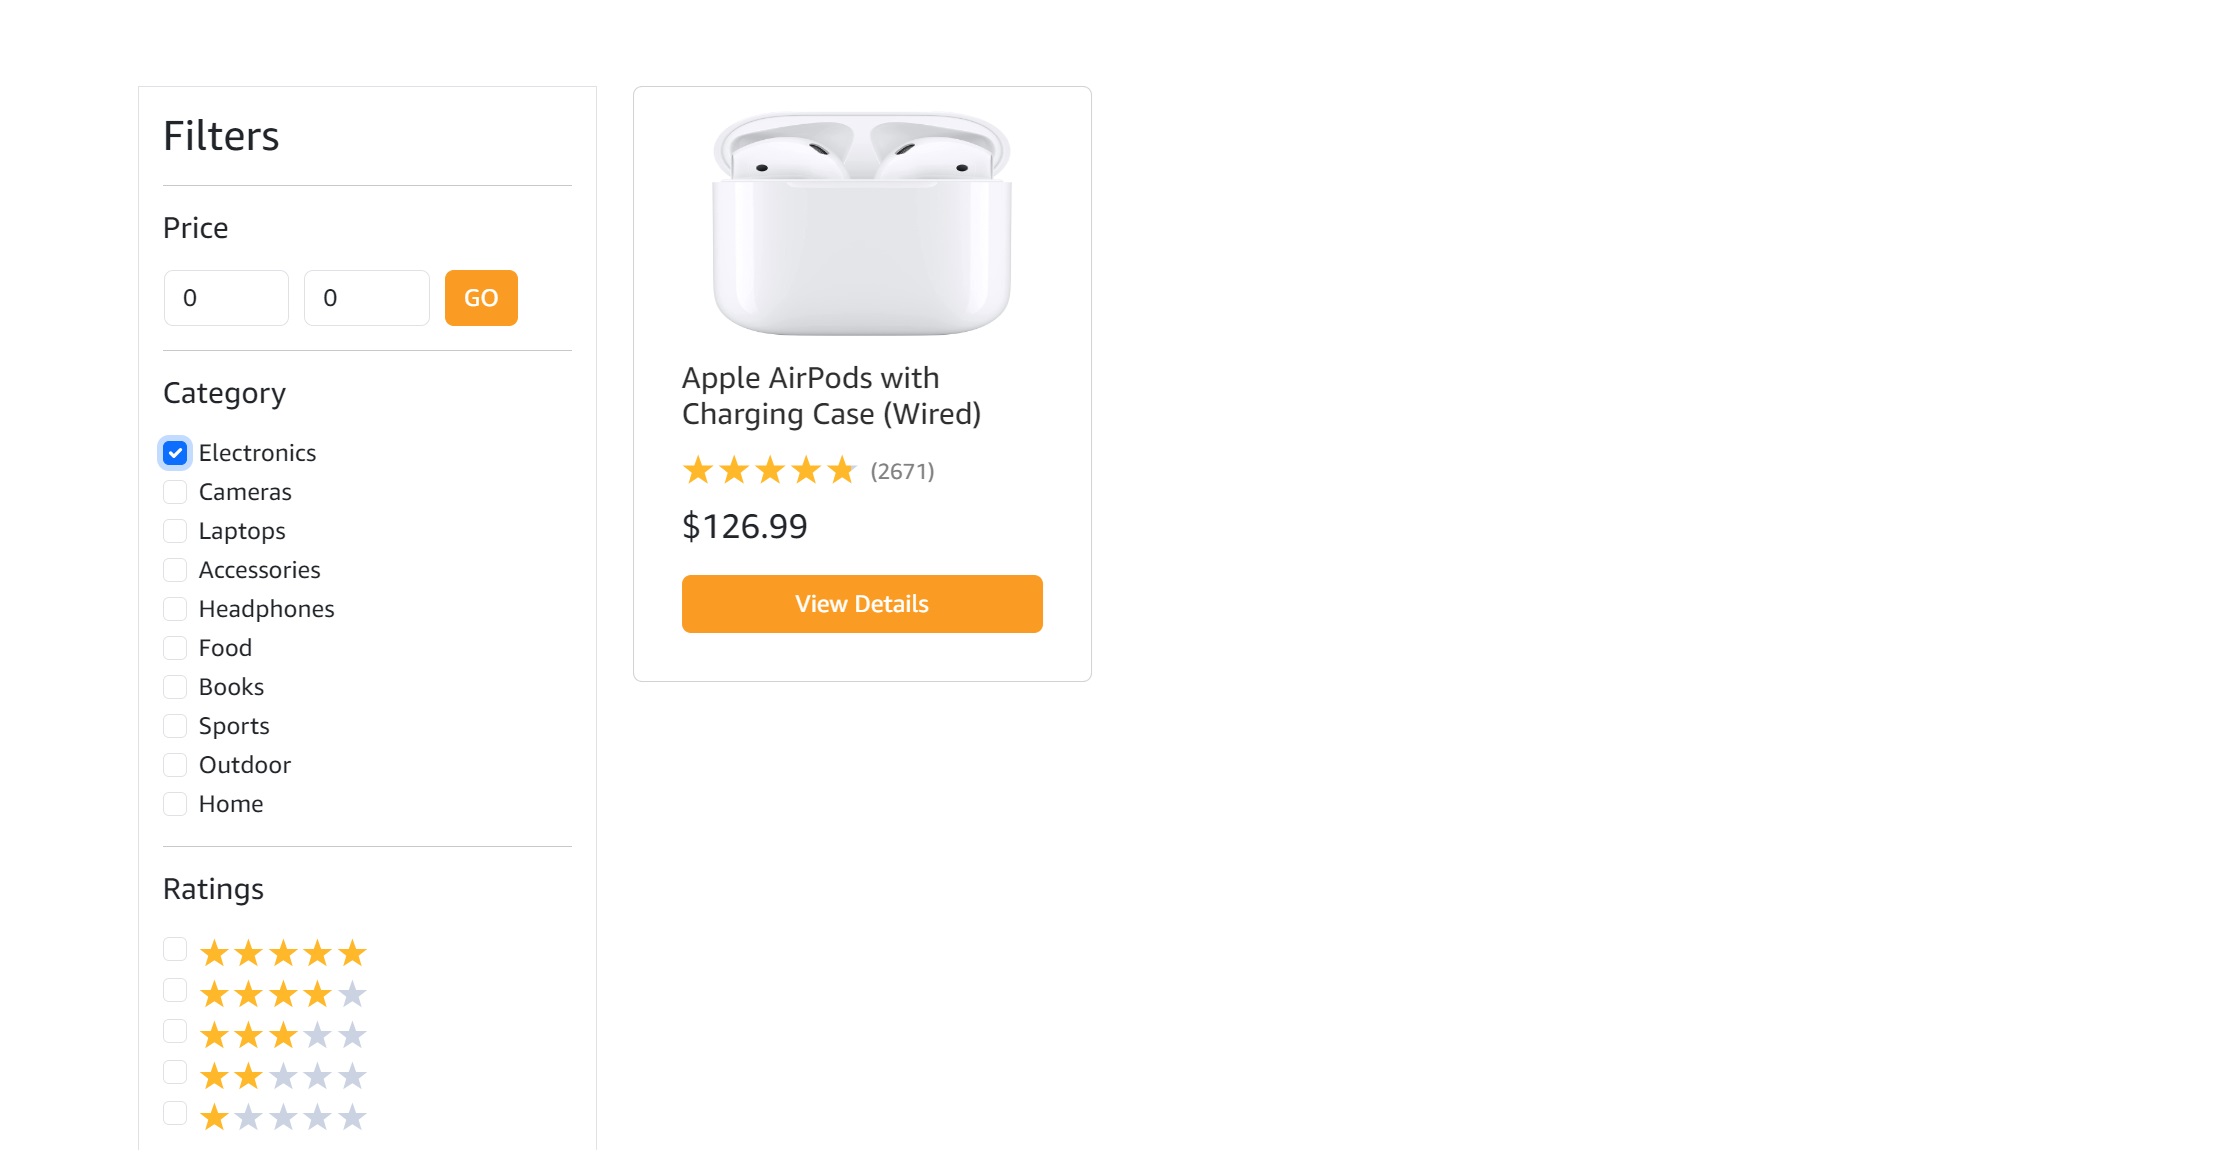 Filters
Price
0 0 GO
Category
Electronics
Cameras
Laptops
Accessories
Headphones
Food
Books
Sports
Outdoor
Home
Ratings
Apple AirPods with
Charging Case (Wired)
(2671)
$126.99
View Details